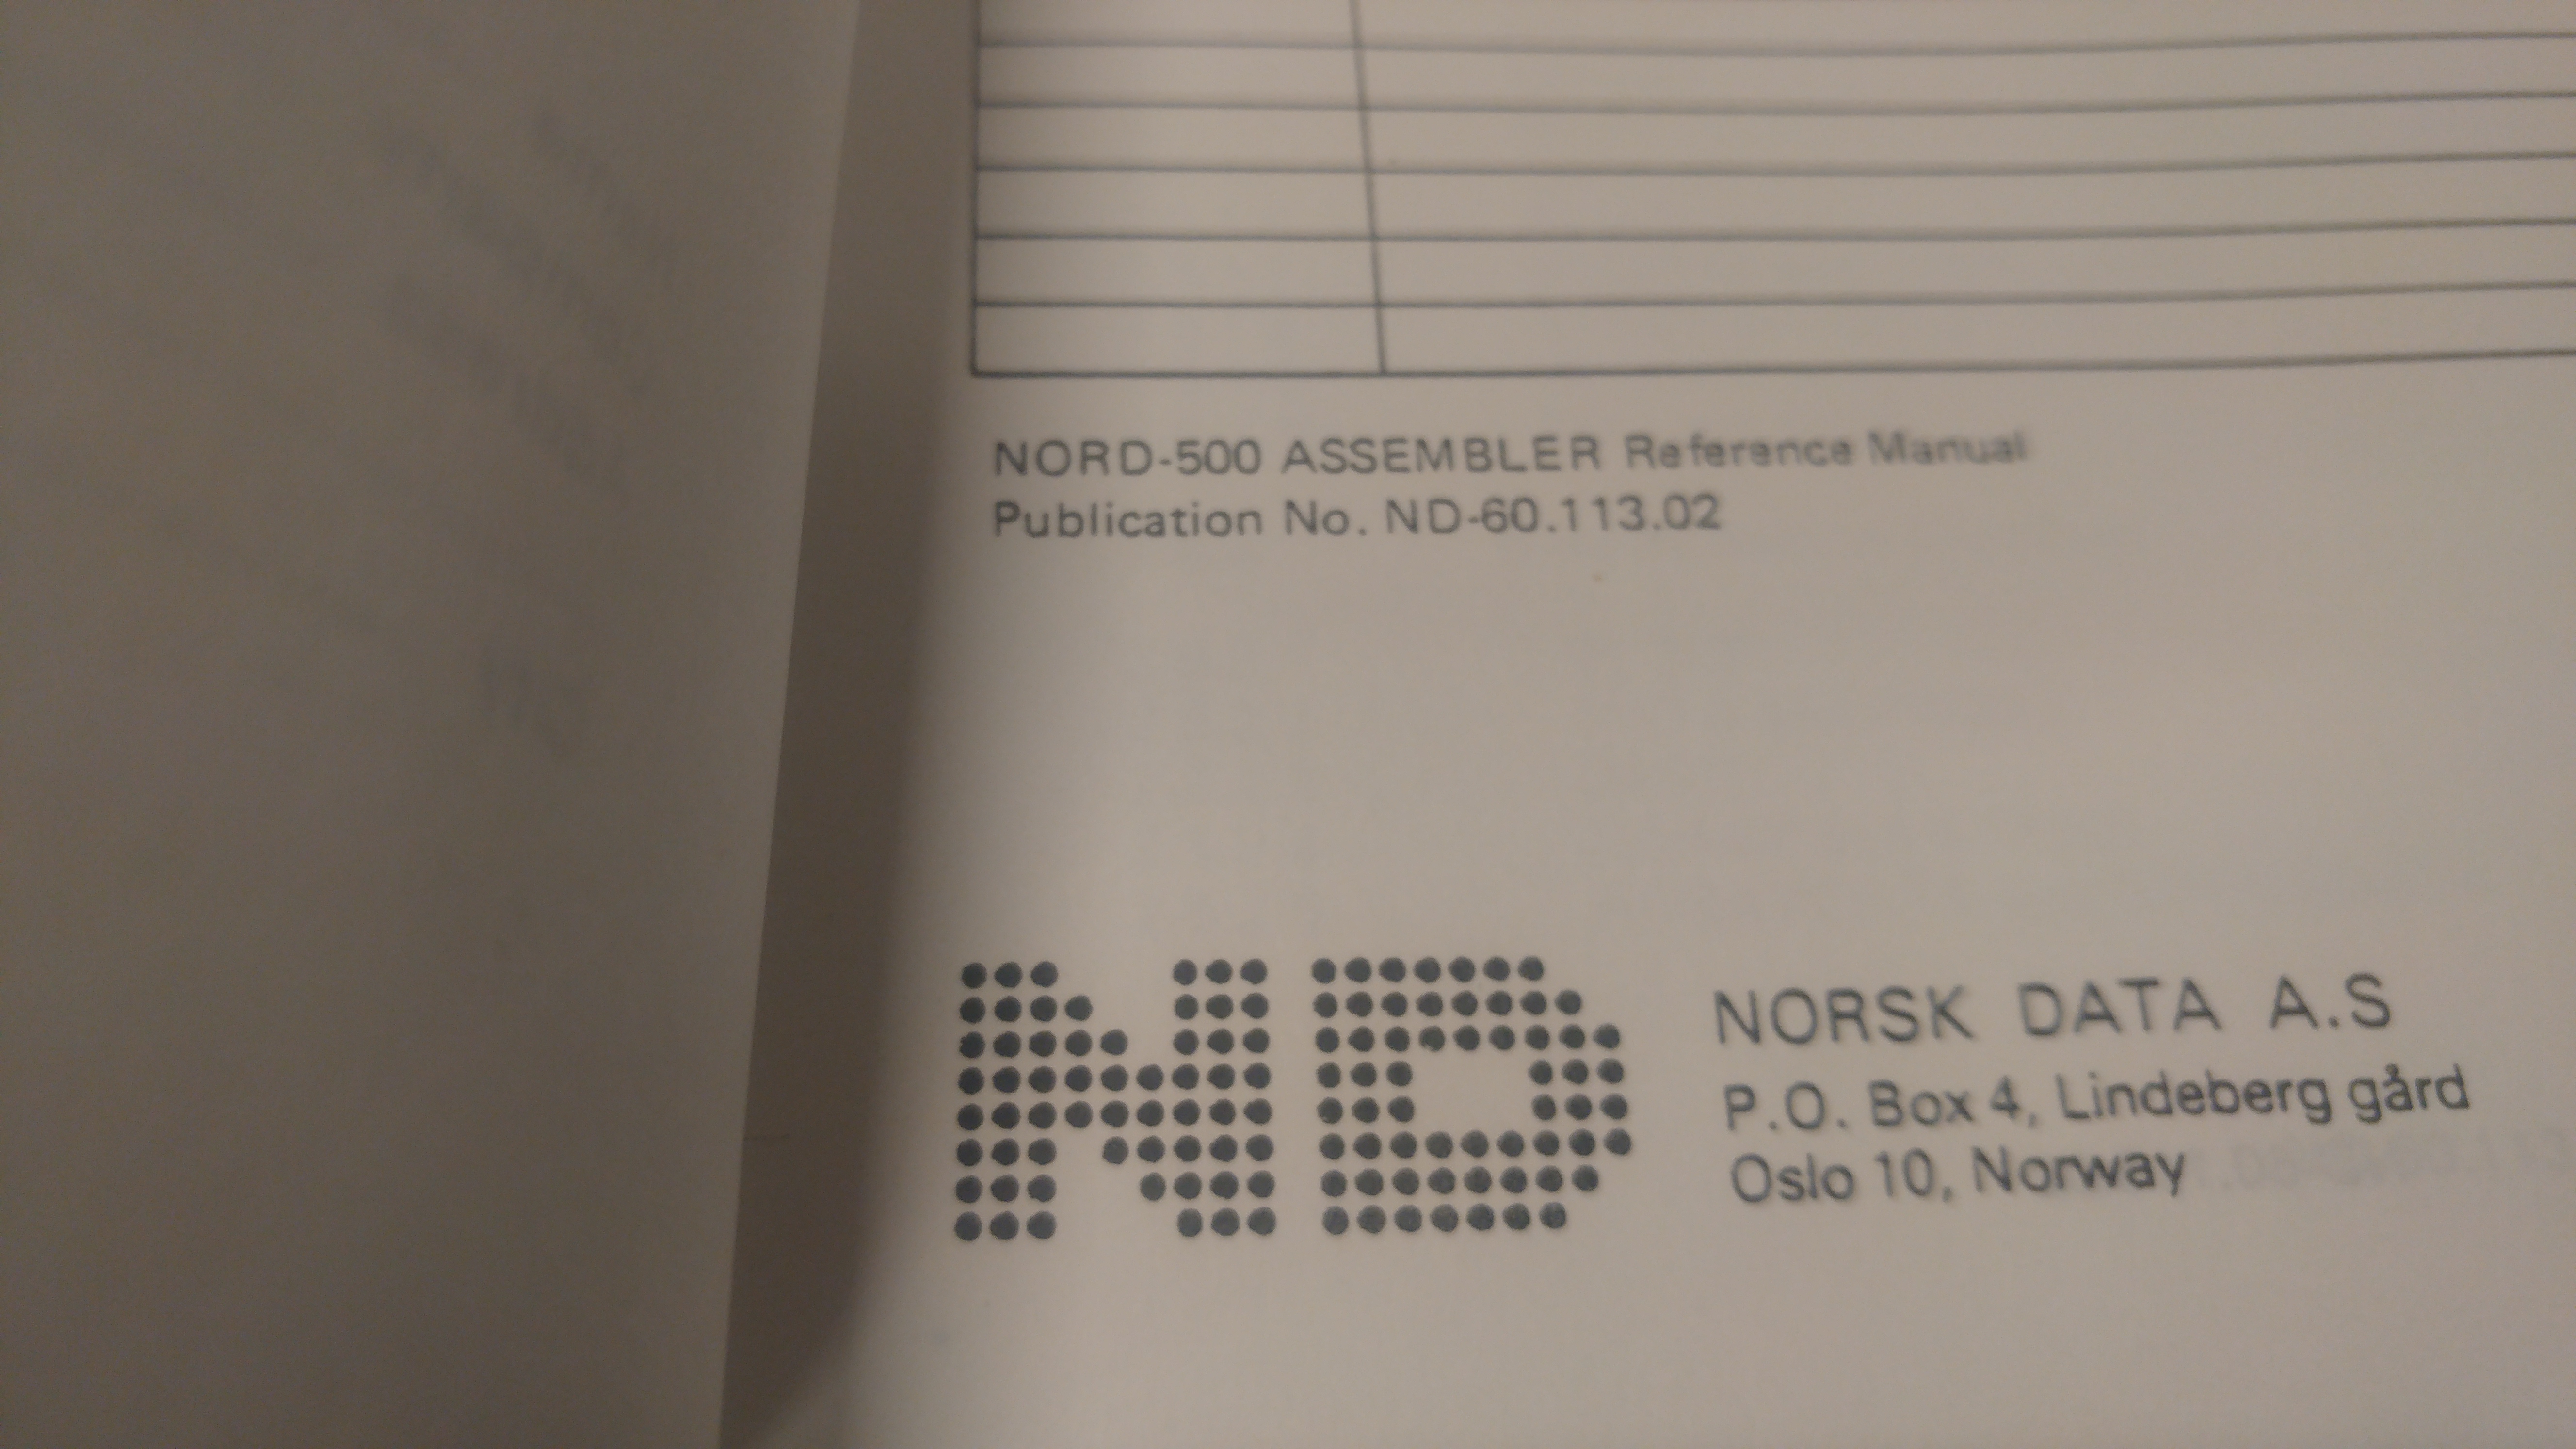 NORD-500 ASSEMBLER Reference Manual
Publication No. ND-60.113.02
ND
NORSK DATA A.S
P.O. Box 4, Lindeberg gård
Oslo 10, Norway